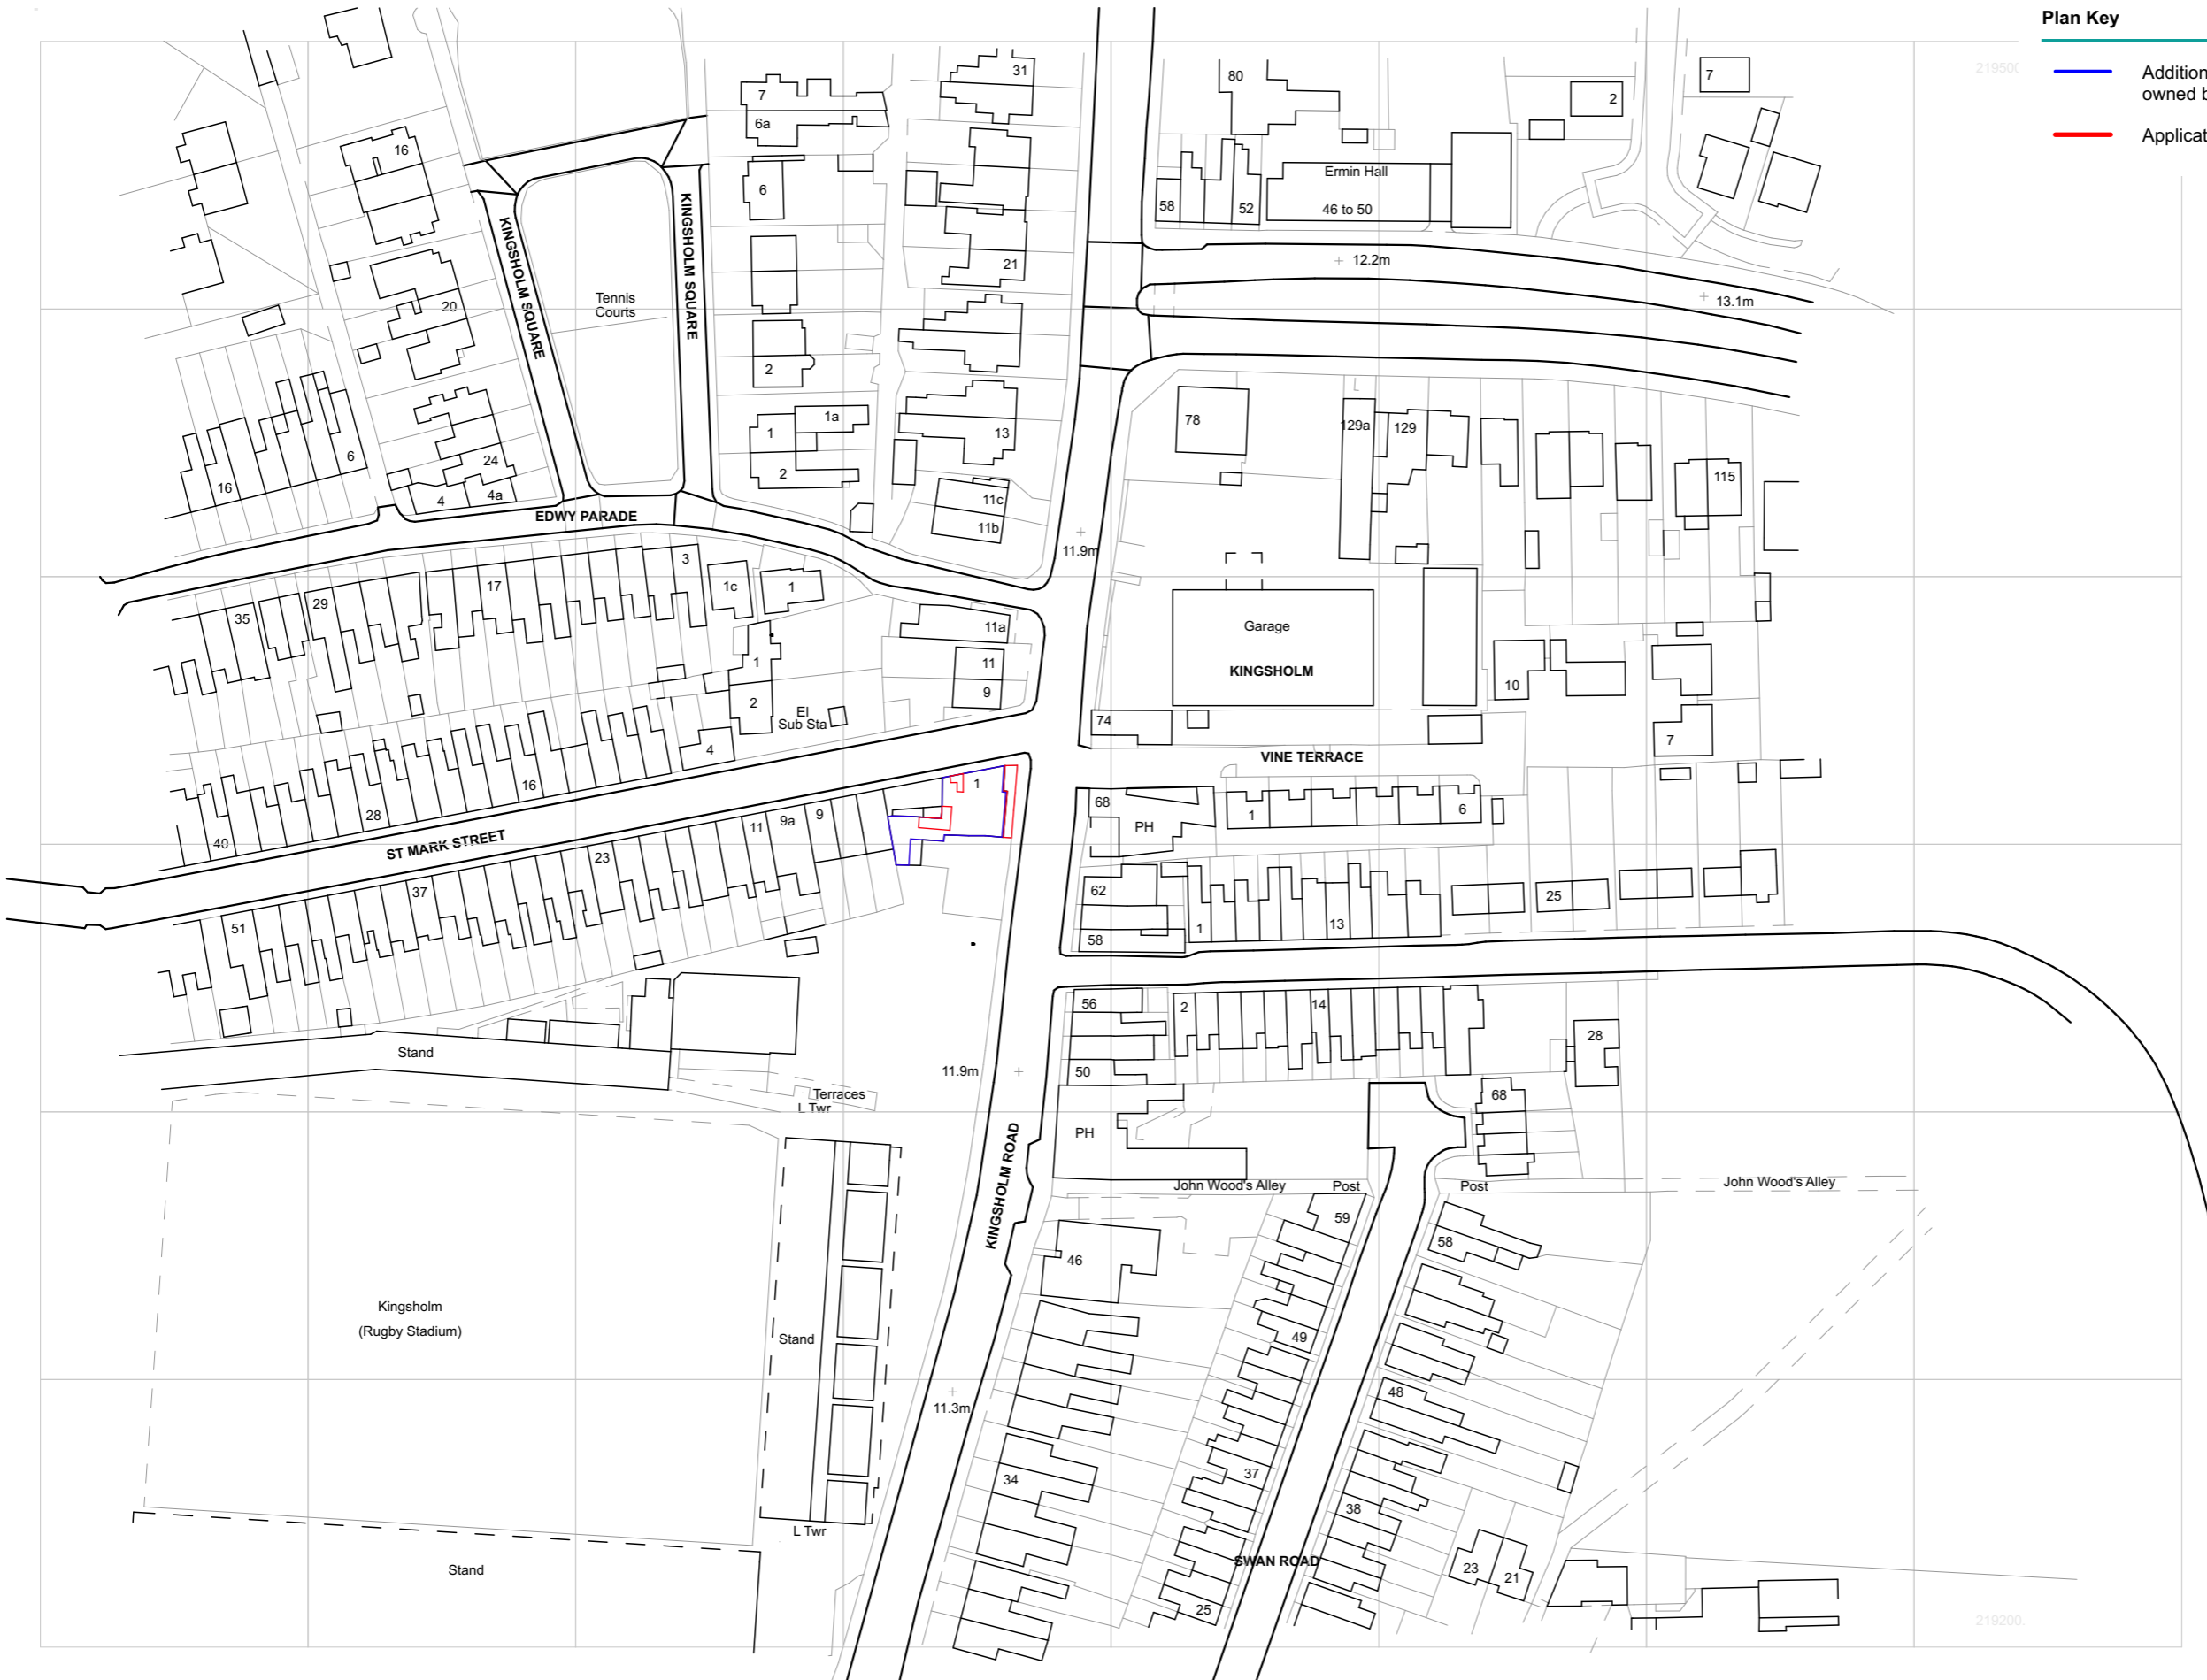 Plan Key
Addition
owned b
Applicat
219500
31
7
6a
80
7
2
16
6
58
52
Ermin Hall
46 to 50
KINGSHOLM SQUARE
KINGSHOLM SQUARE
21
12.2m
13.1m
20
Tennis
Courts
2
1a
1
2
13
78
129a
129
115
6
16
24
4
4a
11c
11b
EDWY PARADE
11.9m
3
1c
1
17
29
35
11a
Garage
KINGSHOLM
1
2
11
9
10
El
Sub Sta
74
4
7
VINE TERRACE
16
28
40
1
68
PH
1
6
ST MARK STREET
11
9a
9
23
37
51
62
58
1
13
25
56
2
14
28
Stand
11.9m
50
68
Terraces
L Twr
PH
KINGSHOLM ROAD
John Wood's Alley
Post
Post
John Wood's Alley
59
58
46
Kingsholm
(Rugby Stadium)
Stand
49
48
11.3m
34
37
38
L Twr
Stand
SWAN ROAD
23
21
25
219200